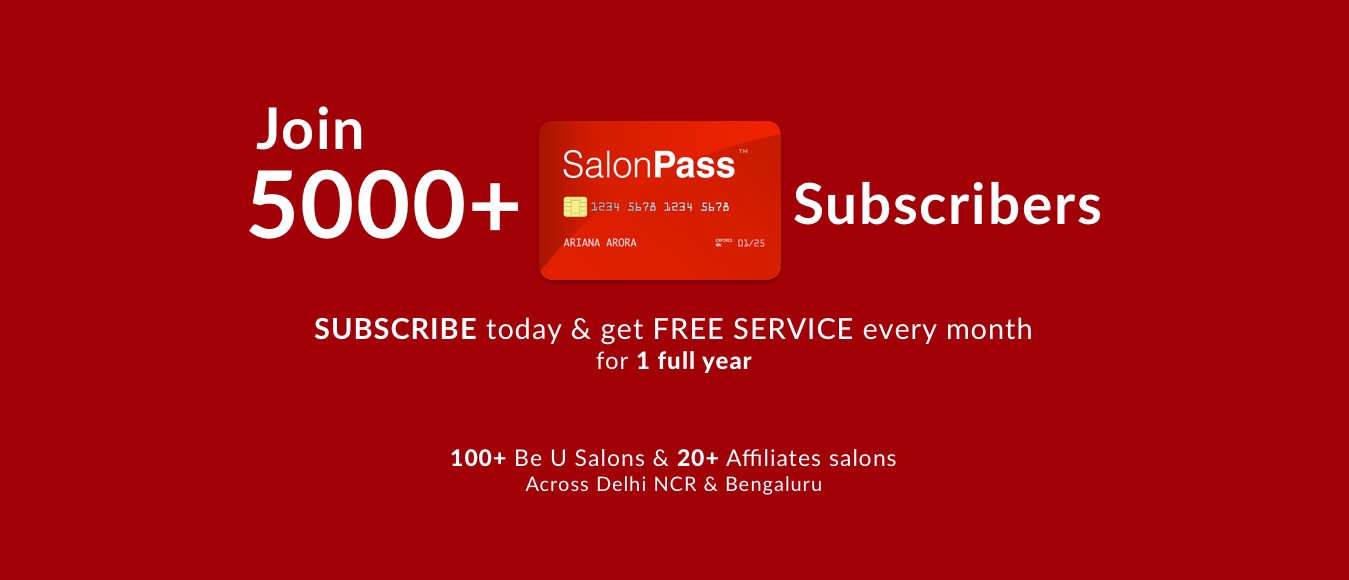 Join
5000+
SalonPass™
1234 5678 1234 5678
ARIANA ARORA
EXPIRES
01/25
Subscribers
SUBSCRIBE today & get FREE SERVICE every month
for 1 full year
100+ Be U Salons & 20+ Affiliates salons
Across Delhi NCR & Bengaluru